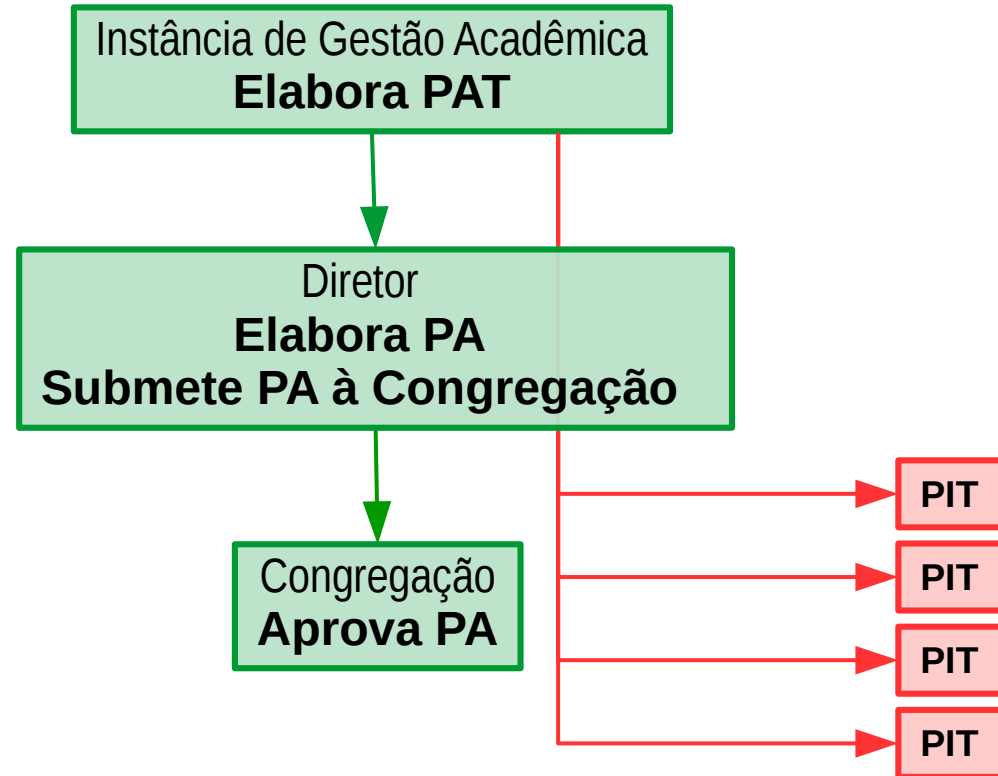 Instância de Gestão Acadêmica
Elabora PAT
Diretor
Elabora PA
Submete PA à Congregação
PIT
PIT
Congregação
Aprova PA
PIT
PIT